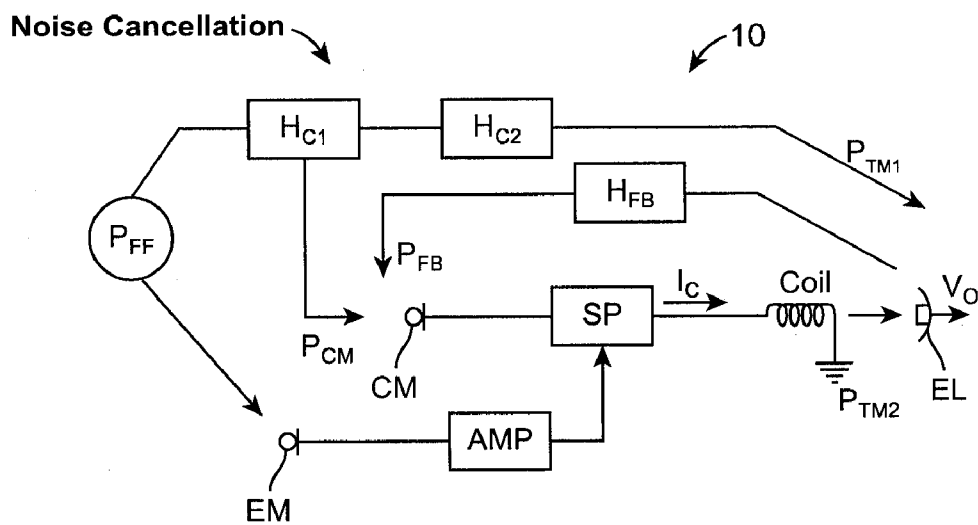 Noise Cancellation
10
H_C1
H_C2
P_TM1
H_FB
P_FF
P_FB
I_C
Coil
V_O
SP
P_CM
CM
P_TM2
EL
AMP
EM